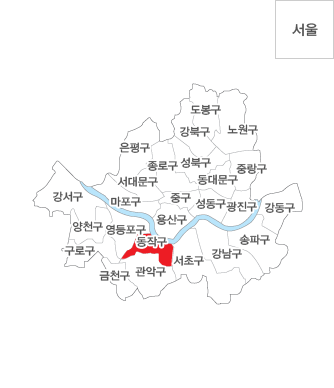 서울
도봉구
강북구
노원구
은평구
종로구
성북구
중랑구
서대문구
동대문구
강서구
마포구
중구
성동구
광진구
강동구
양천구
영등포구
용산구
동작구
송파구
구로구
금천구
관악구
서초구
강남구